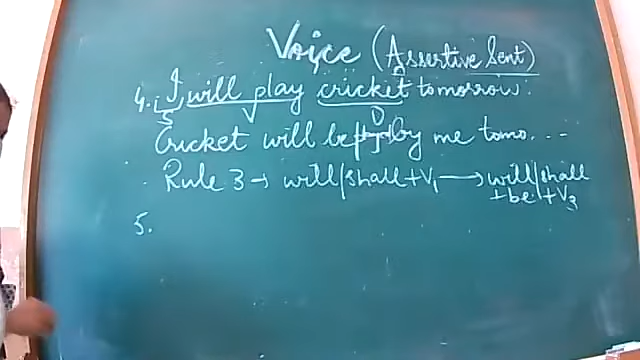 Voice (Assertive Sent)
4. I will play cricket tomorrow.
S V O
Cricket will be by me tomo...
Rule 3 → will/shall + V1 → will/shall
+ be + V3
5.